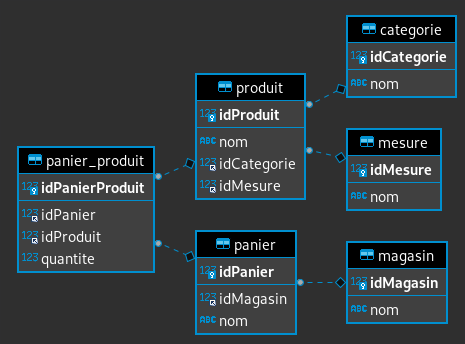 categorie
123 idCategorie
ABC nom
produit
123 idProduit
ABC nom
123 idCategorie
123 idMesure
mesure
123 idMesure
ABC nom
panier_produit
123 idPanierProduit
123 idPanier
123 idProduit
123 quantite
panier
123 idPanier
123 idMagasin
ABC nom
magasin
123 idMagasin
ABC nom